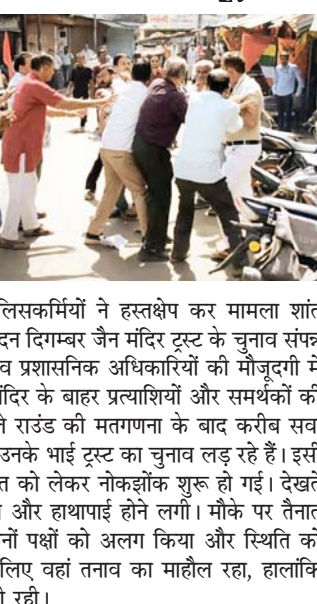 लिसकर्मियों ने हस्तक्षेप कर मामला शांत
दन दिगम्बर जैन मंदिर ट्रस्ट के चुनाव संपन्न
व प्रशासनिक अधिकारियों की मौजूदगी में
मंदिर के बाहर प्रत्याशियों और समर्थकों की
ने राउंड की मतगणना के बाद करीब सव
उनके भाई ट्रस्ट का चुनाव लड़ रहे हैं। इसी
त को लेकर नोकझोंक शुरू हो गई। देखते
और हाथापाई होने लगी। मौके पर तैनात
नों पक्षों को अलग किया और स्थिति को
लिए वहां तनाव का माहौल रहा, हालांकि
ी रही।